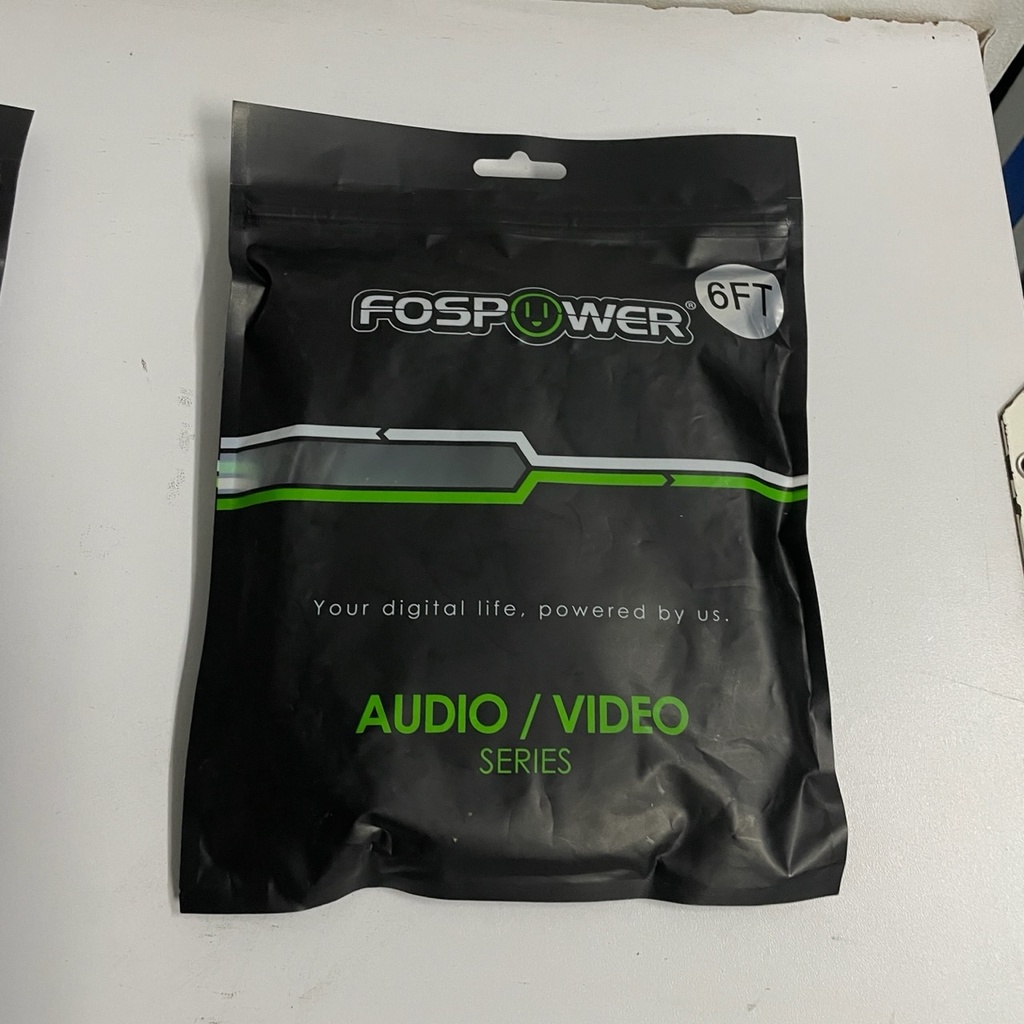 FOSPOWER®
6FT
Your digital life, powered by us.
AUDIO / VIDEO
SERIES